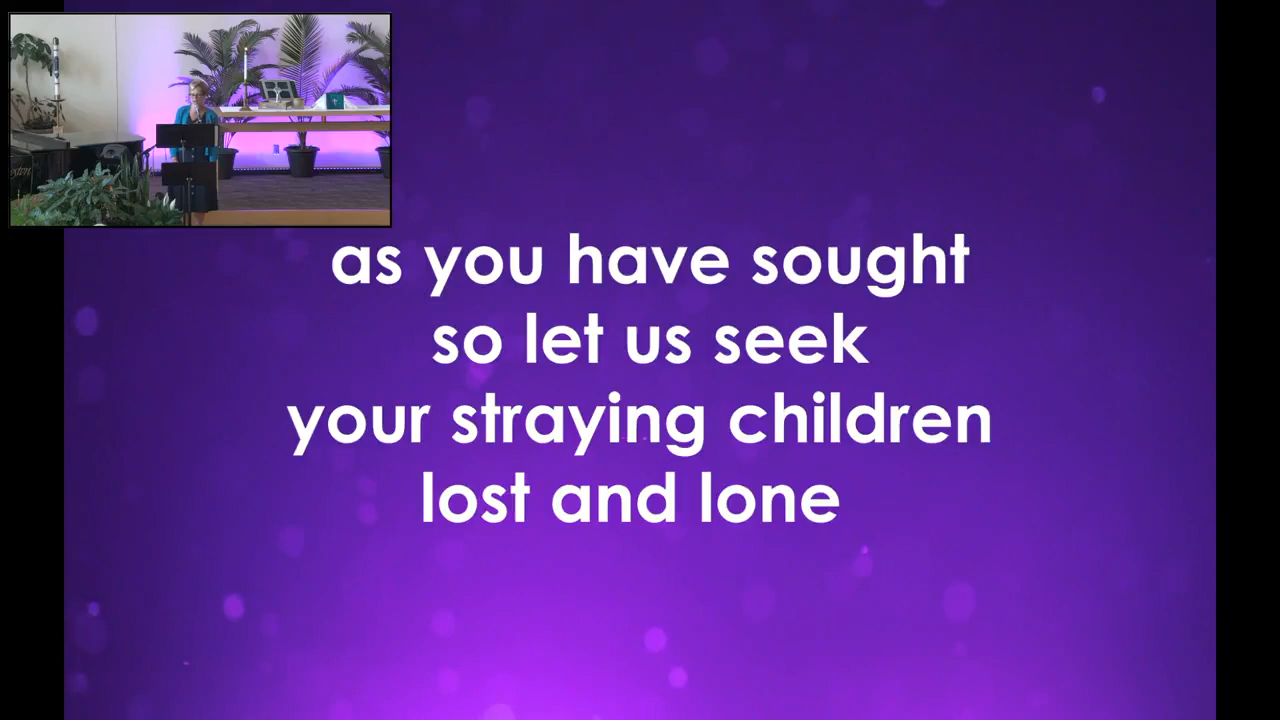 as you have sought
so let us seek
your straying children
lost and lone